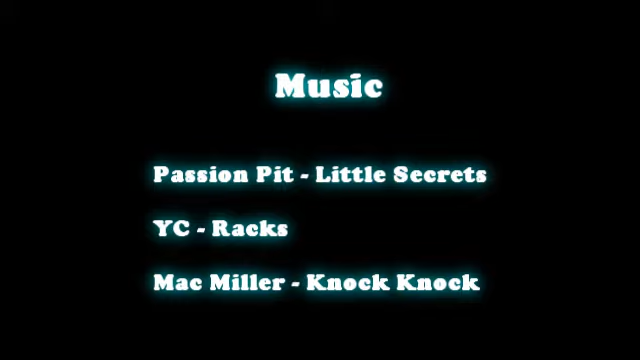 Music
Passion Pit - Little Secrets
YC - Racks
Mac Miller - Knock Knock